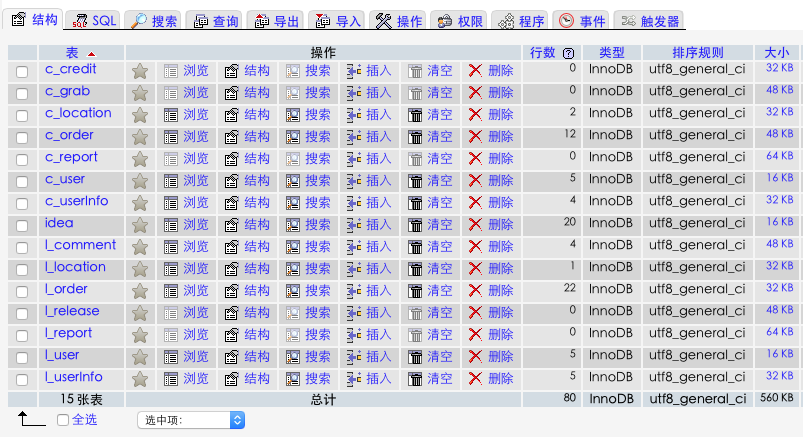 结构 SQL 搜索 查询 导出 导入 操作 权限 程序 事件 触发器
表 操作 行数 类型 排序规则 大小
c_credit 浏览 结构 搜索 插入 清空 删除 0 InnoDB utf8_general_ci 32 KB
c_grab 浏览 结构 搜索 插入 清空 删除 0 InnoDB utf8_general_ci 48 KB
c_location 浏览 结构 搜索 插入 清空 删除 2 InnoDB utf8_general_ci 32 KB
c_order 浏览 结构 搜索 插入 清空 删除 12 InnoDB utf8_general_ci 48 KB
c_report 浏览 结构 搜索 插入 清空 删除 0 InnoDB utf8_general_ci 64 KB
c_user 浏览 结构 搜索 插入 清空 删除 5 InnoDB utf8_general_ci 16 KB
c_userInfo 浏览 结构 搜索 插入 清空 删除 4 InnoDB utf8_general_ci 32 KB
idea 浏览 结构 搜索 插入 清空 删除 20 InnoDB utf8_general_ci 16 KB
l_comment 浏览 结构 搜索 插入 清空 删除 4 InnoDB utf8_general_ci 48 KB
l_location 浏览 结构 搜索 插入 清空 删除 1 InnoDB utf8_general_ci 32 KB
l_order 浏览 结构 搜索 插入 清空 删除 22 InnoDB utf8_general_ci 32 KB
l_release 浏览 结构 搜索 插入 清空 删除 0 InnoDB utf8_general_ci 48 KB
l_report 浏览 结构 搜索 插入 清空 删除 0 InnoDB utf8_general_ci 64 KB
l_user 浏览 结构 搜索 插入 清空 删除 5 InnoDB utf8_general_ci 16 KB
l_userInfo 浏览 结构 搜索 插入 清空 删除 5 InnoDB utf8_general_ci 32 KB
15 张表 总计 80 InnoDB utf8_general_ci 560 KB
全选 选中项：